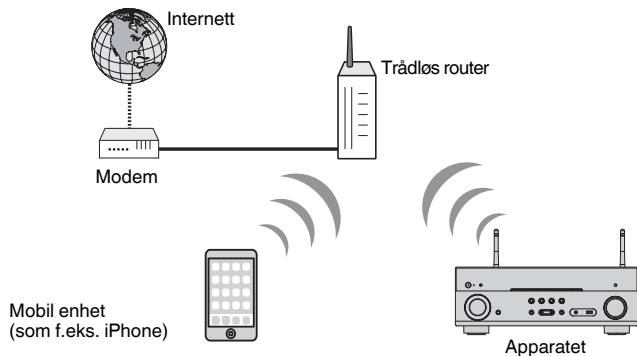 Internett
Trådløs router
Modem
Mobil enhet
(som f.eks. iPhone)
Apparatet